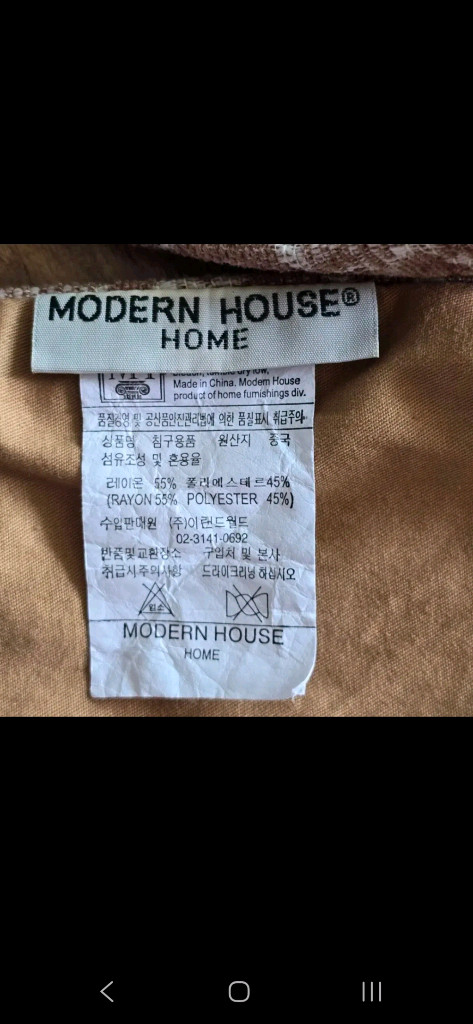 MODERN HOUSE®
HOME
Made in China. Modern House
product of home furnishings div.
품질경영 및 공산품안전관리법에 의한 품질표시 취급주의
상품명 침구용품 원산지 중국
섬유조성 및 혼용율
레이온 55% 폴리에스테르45%
(RAYON 55% POLYESTER 45%)
수입판매원 (주)이랜드월드
02-3141-0692
반품및교환장소 구입처 및 본사
취급시주의사항 드라이크리닝 하십시오
염소
MODERN HOUSE
HOME